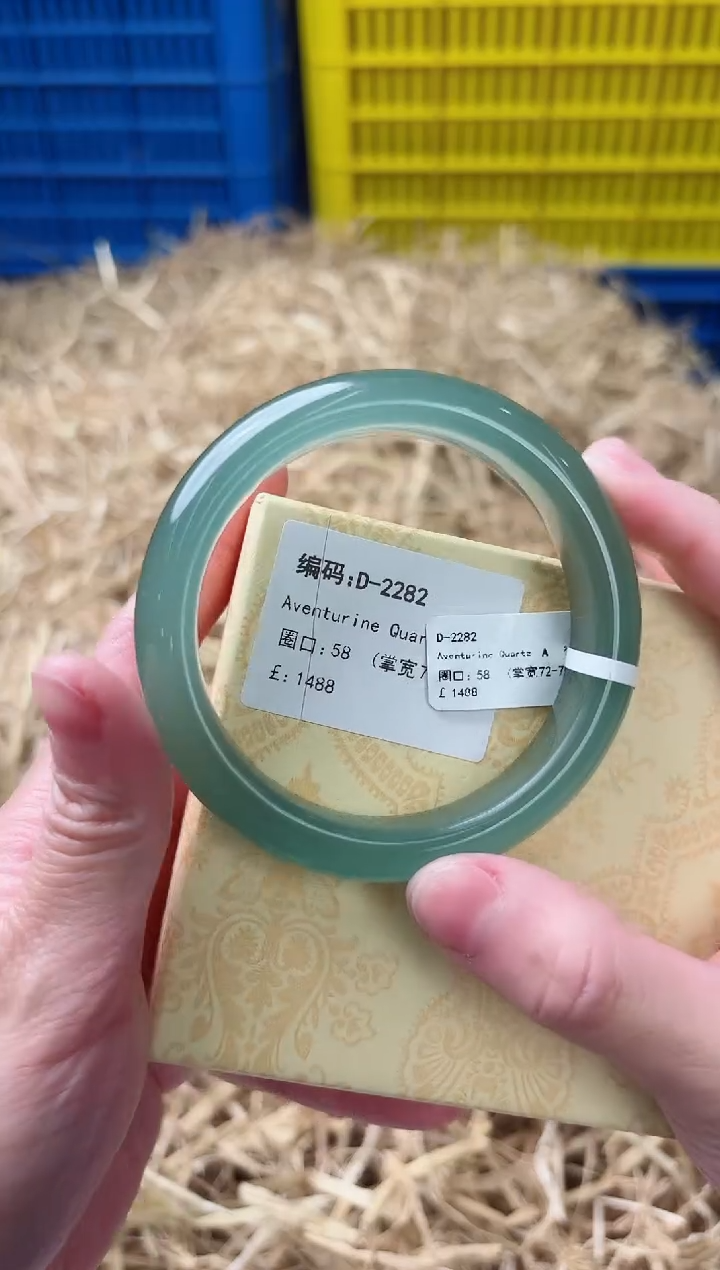 编码:D-2282
Aventurine Quar
圈口: 58 (掌宽7
£: 1488
D-2282
Aventurine Quartz A
圈口: 58 (掌宽72-7
£ 1488